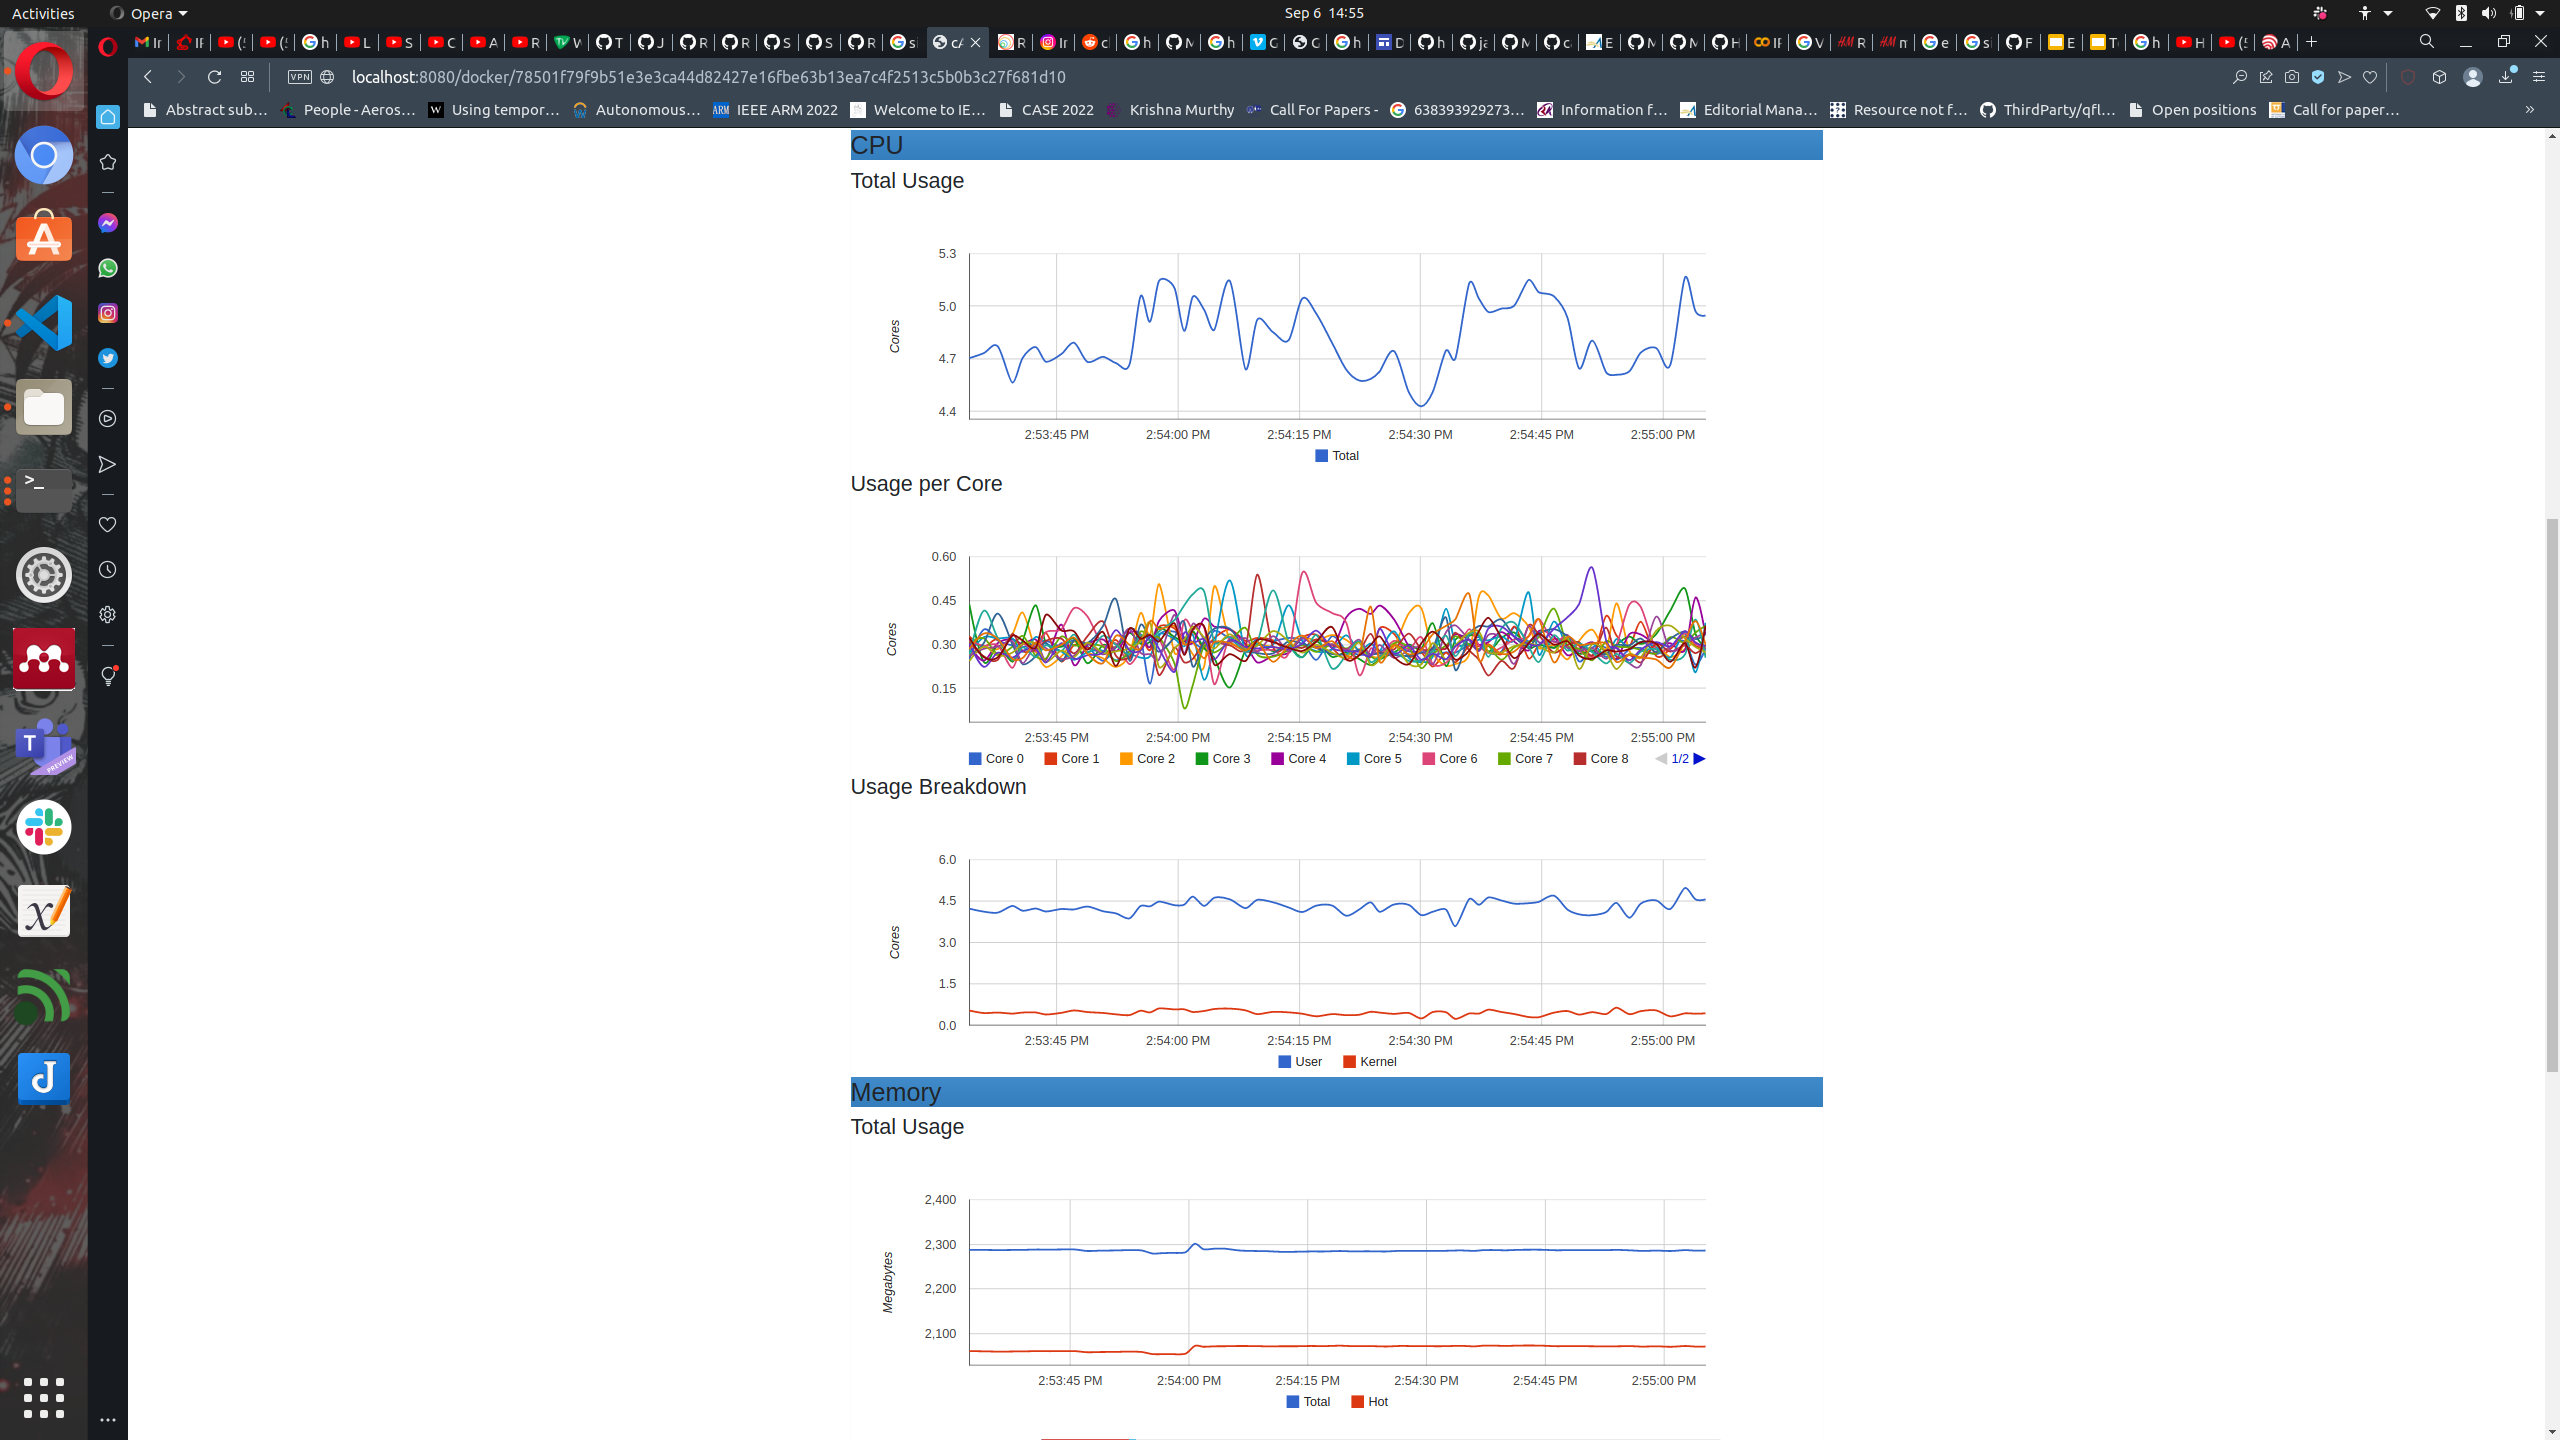 Activities
Opera
Sep 6 14:55
VPN
localhost:8080/docker/78501f79f9b51e3e3ca44d82427e16fbe63b13ea7c4f2513c5b0b3c27f681d10
Abstract sub…
People - Aeros…
Using tempor…
Autonomous…
ARM
IEEE ARM 2022
Welcome to IE…
CASE 2022
Krishna Murthy
Call For Papers -
638393929273…
Information f…
Editorial Mana…
Resource not f…
ThirdParty/qfl…
Open positions
Call for paper…
CPU
Total Usage
5.3
5.0
4.7
4.4
Cores
2:53:45 PM 2:54:00 PM 2:54:15 PM 2:54:30 PM 2:54:45 PM 2:55:00 PM
Total
Usage per Core
0.60
0.45
0.30
0.15
Cores
2:53:45 PM 2:54:00 PM 2:54:15 PM 2:54:30 PM 2:54:45 PM 2:55:00 PM
Core 0 Core 1 Core 2 Core 3 Core 4 Core 5 Core 6 Core 7 Core 8 1/2
Usage Breakdown
6.0
4.5
3.0
1.5
0.0
Cores
2:53:45 PM 2:54:00 PM 2:54:15 PM 2:54:30 PM 2:54:45 PM 2:55:00 PM
User Kernel
Memory
Total Usage
2,400
2,300
2,200
2,100
Megabytes
2:53:45 PM 2:54:00 PM 2:54:15 PM 2:54:30 PM 2:54:45 PM 2:55:00 PM
Total Hot
PREVIEW